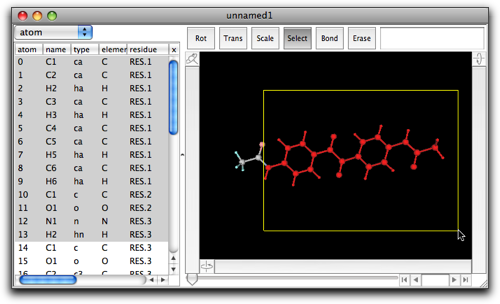 unnamed1
atom
Rot Trans Scale Select Bond Erase
atom name type elemen residue x
0 C1 ca C RES.1
1 C2 ca C RES.1
2 H2 ha H RES.1
3 C3 ca C RES.1
4 H3 ha H RES.1
5 C4 ca C RES.1
6 C5 ca C RES.1
7 H5 ha H RES.1
8 C6 ca C RES.1
9 H6 ha H RES.1
10 C1 c C RES.2
11 O1 o O RES.2
12 N1 n N RES.3
13 H2 hn H RES.3
14 C1 c C RES.3
15 O1 o O RES.3
16 C2 c3 C RES.3